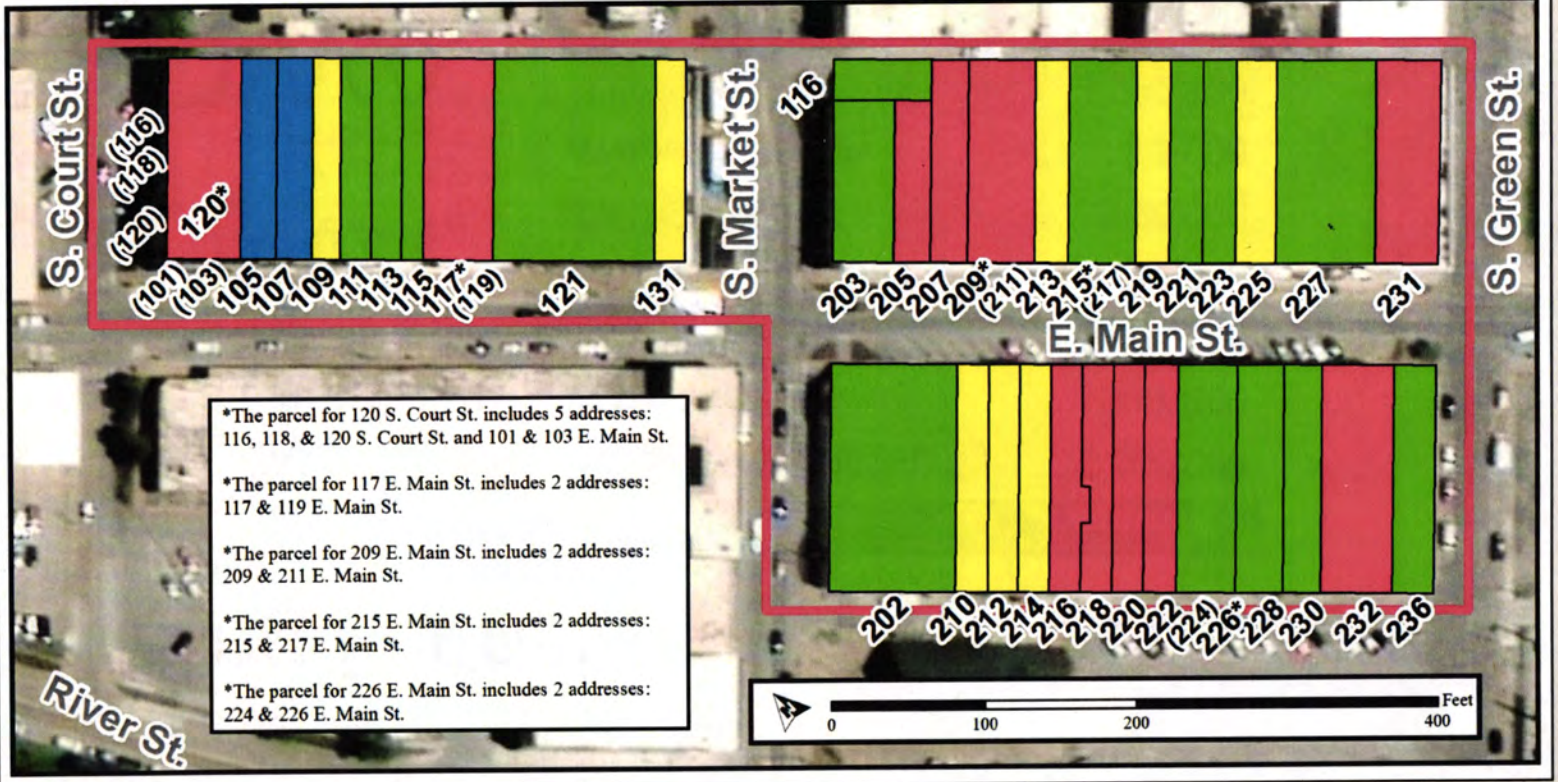 S. Court St.
(116)
(118)
(120)
120*
(101)
(103)
105
107
109
111
113
115
117*
(119)
121
131
S. Market St.
116
203
205
207
209*
(211)
213
215*
(217)
219
221
223
225
227
231
S. Green St.
E. Main St.
202
210
212
214
216
218
220
222
(224)
226*
228
230
232
236
*The parcel for 120 S. Court St. includes 5 addresses:
116, 118, & 120 S. Court St. and 101 & 103 E. Main St.
*The parcel for 117 E. Main St. includes 2 addresses:
117 & 119 E. Main St.
*The parcel for 209 E. Main St. includes 2 addresses:
209 & 211 E. Main St.
*The parcel for 215 E. Main St. includes 2 addresses:
215 & 217 E. Main St.
*The parcel for 226 E. Main St. includes 2 addresses:
224 & 226 E. Main St.
River St.
N
Feet
0 100 200 400